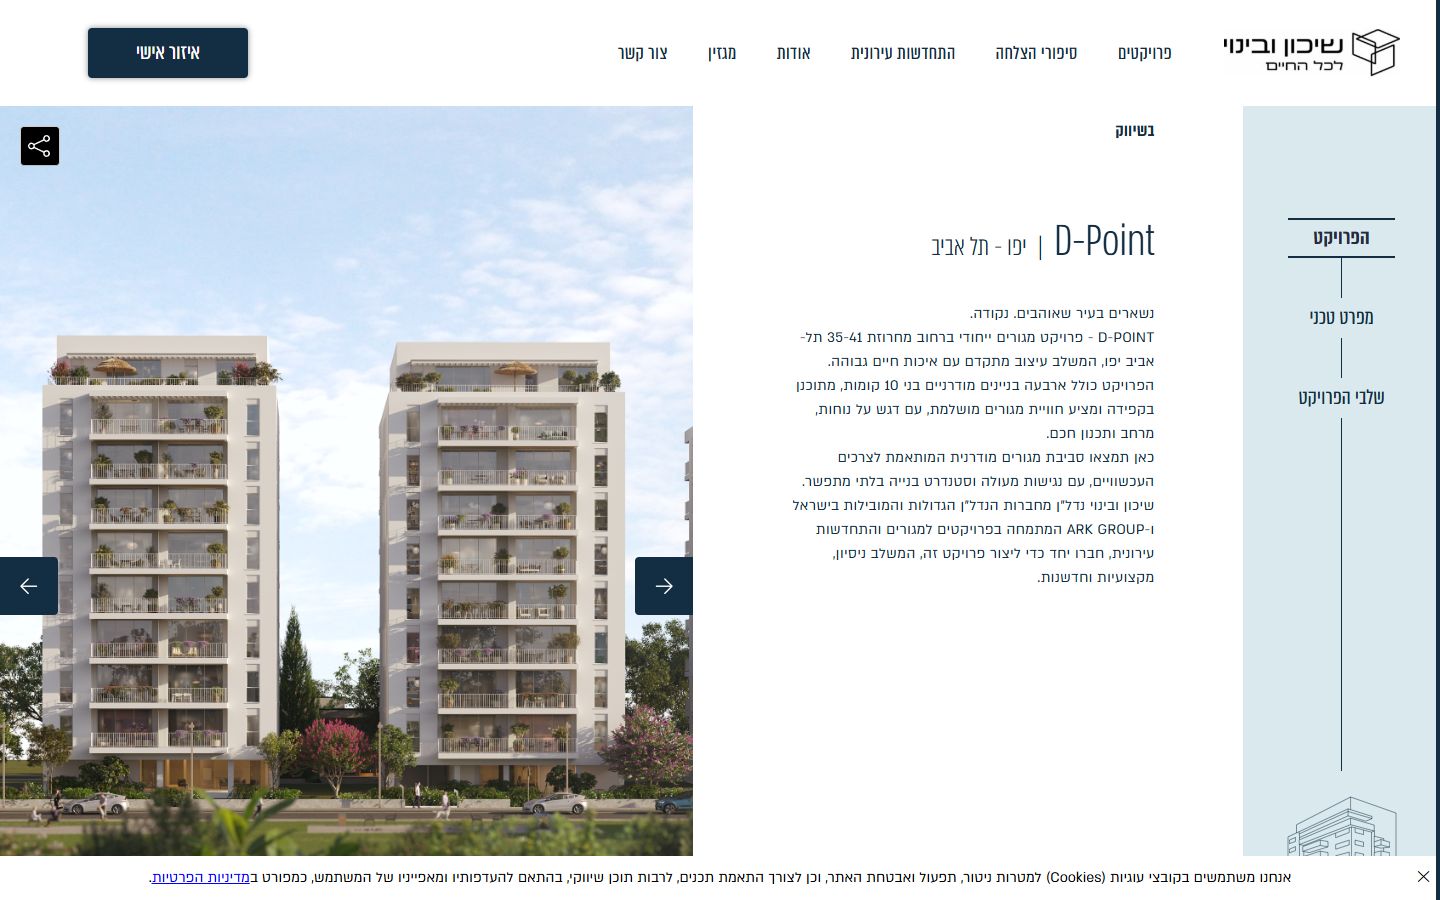 שיכון ובינוי
לכל החיים
פרויקטים
סיפורי הצלחה
התחדשות עירונית
אודות
מגזין
צור קשר
איזור אישי
הפרויקט
מפרט טכני
שלבי הפרויקט
בשיווק
D-Point | יפו - תל אביב
נשארים בעיר שאוהבים. נקודה.
D-POINT - פרויקט מגורים ייחודי ברחוב מחרוזת 35-41 תל-
אביב יפו, המשלב עיצוב מתקדם עם איכות חיים גבוהה.
הפרויקט כולל ארבעה בניינים מודרניים בני 10 קומות, מתוכנן
בקפידה ומציע חוויית מגורים מושלמת, עם דגש על נוחות,
מרחב ותכנון חכם.
כאן תמצאו סביבת מגורים מודרנית המותאמת לצרכים
העכשוויים, עם נגישות מעולה וסטנדרט בנייה בלתי מתפשר.
שיכון ובינוי נדל"ן מחברות הנדל"ן הגדולות והמובילות בישראל
ו-ARK GROUP המתמחה בפרויקטים למגורים והתחדשות
עירונית, חברו יחד כדי ליצור פרויקט זה, המשלב ניסיון,
מקצועיות וחדשנות.
אנחנו משתמשים בקובצי עוגיות (Cookies) למטרות ניטור, תפעול ואבטחת האתר, וכן לצורך התאמת תכנים, לרבות תוכן שיווקי, בהתאם להעדפותיו ומאפייניו של המשתמש, כמפורט במדיניות הפרטיות.